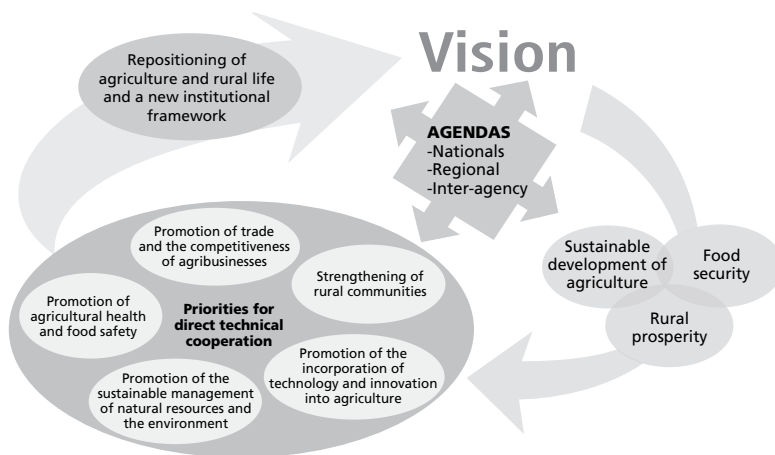 Vision
Repositioning of
agriculture and rural life
and a new institutional
framework
AGENDAS
-Nationals
-Regional
-Inter-agency
Sustainable
development of
agriculture
Food
security
Rural
prosperity
Promotion of trade
and the competitiveness
of agribusinesses
Strengthening of
rural communities
Promotion of
agricultural health
and food safety
Priorities for
direct technical
cooperation
Promotion of the
incorporation of
technology and innovation
into agriculture
Promotion of the
sustainable management
of natural resources and
the environment